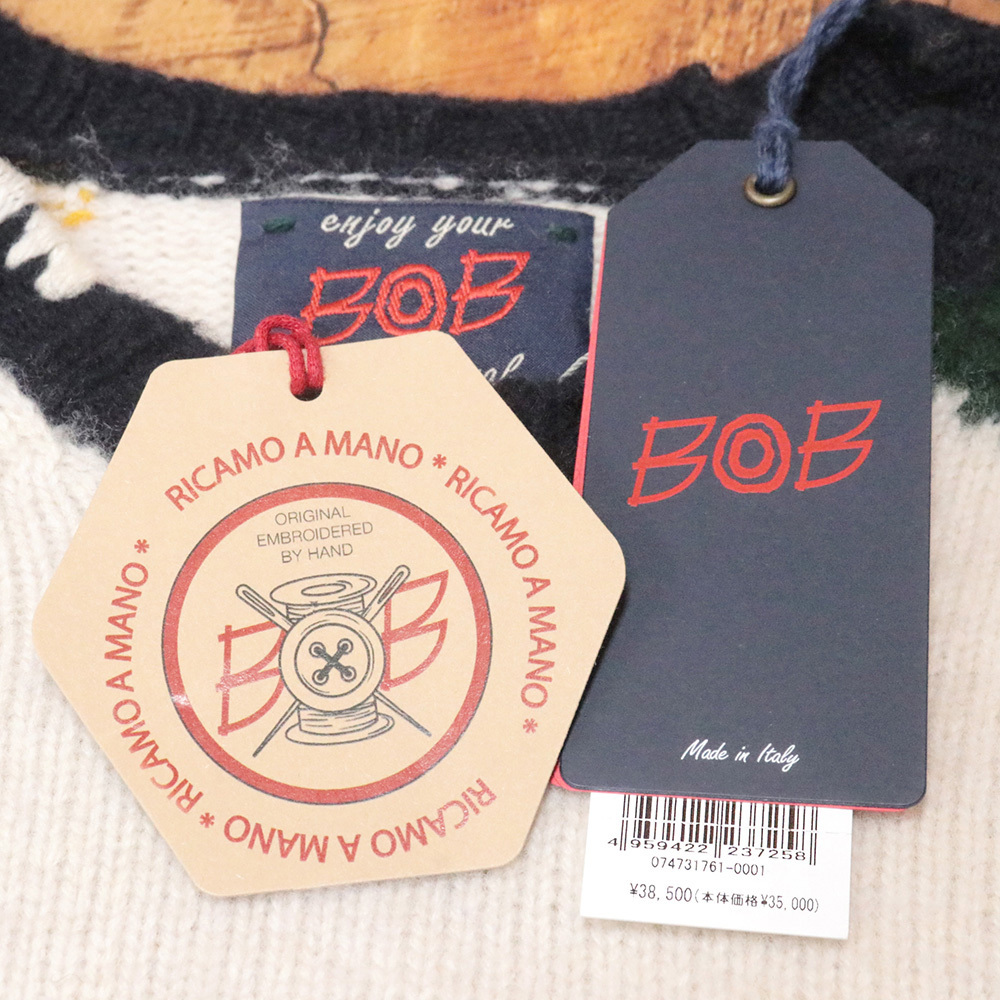 enjoy your
BOB
RICAMO A MANO * RICAMO A MANO * RICAMO A MANO * RICAMO A MANO *
ORIGINAL
EMBROIDERED
BY HAND
B B
BOB
Made in Italy
4 959422 237258
074731761-0001
¥38,500(本体価格¥35,000)